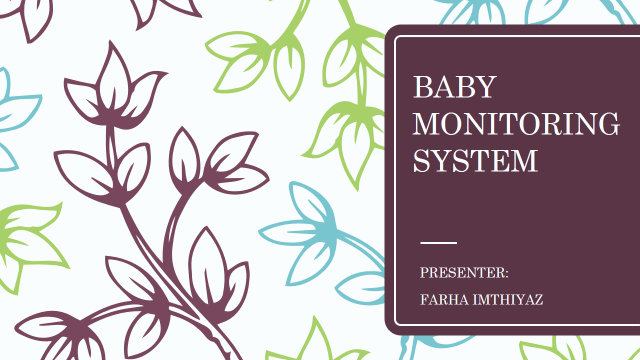 BABY
MONITORING
SYSTEM
PRESENTER:
FARHA IMTHIYAZ